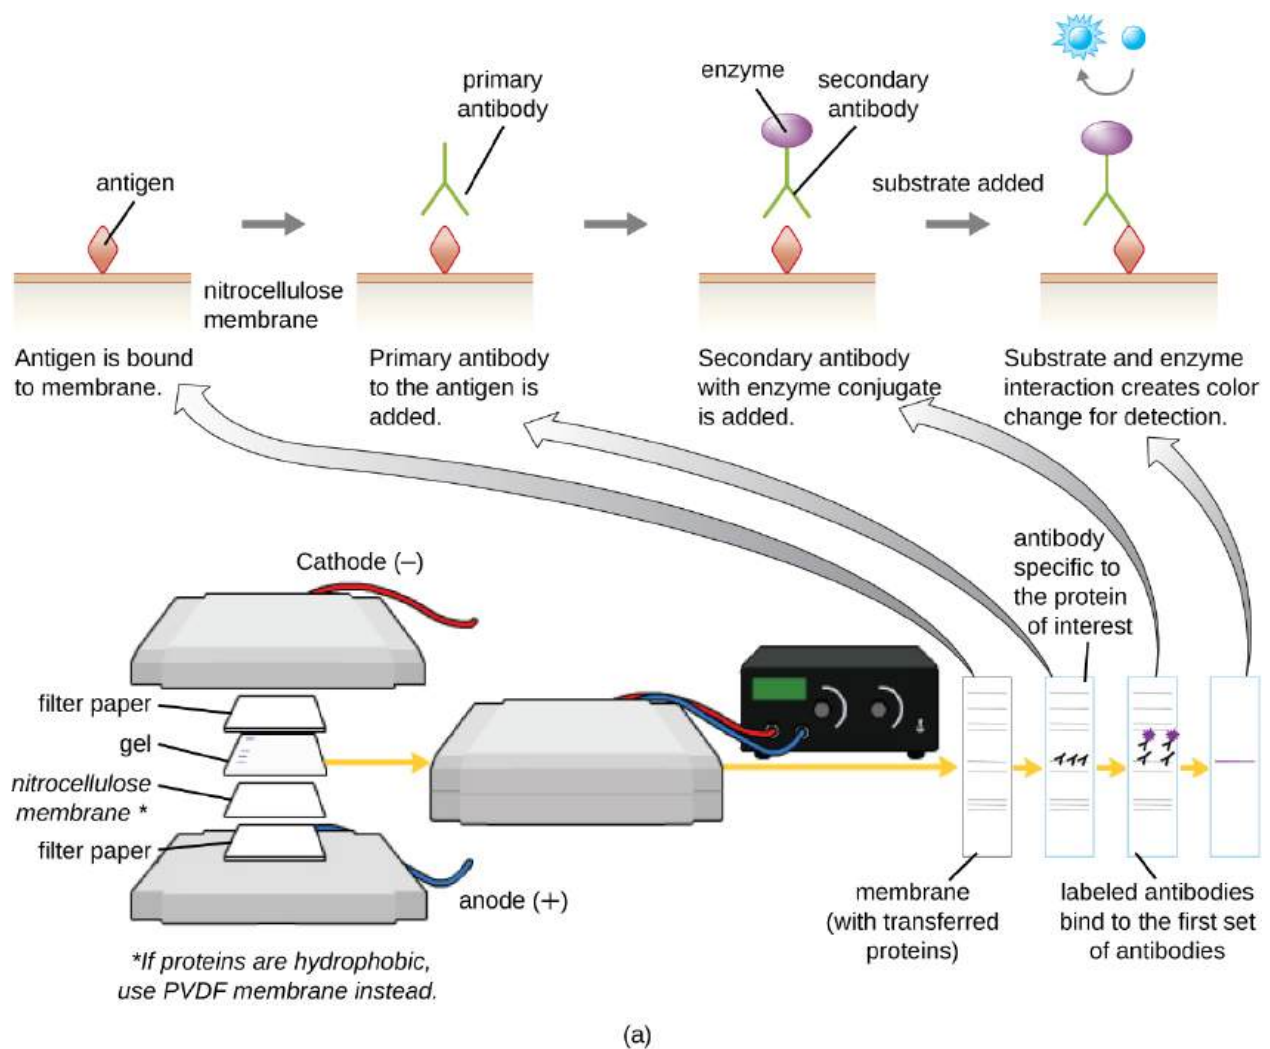 primary
antibody
enzyme
secondary
antibody
antigen
substrate added
nitrocellulose
membrane
Antigen is bound
to membrane.
Primary antibody
to the antigen is
added.
Secondary antibody
with enzyme conjugate
is added.
Substrate and enzyme
interaction creates color
change for detection.
Cathode (–)
antibody
specific to
the protein
of interest
filter paper
gel
nitrocellulose
membrane *
filter paper
anode (+)
membrane
(with transferred
proteins)
labeled antibodies
bind to the first set
of antibodies
*If proteins are hydrophobic,
use PVDF membrane instead.
(a)